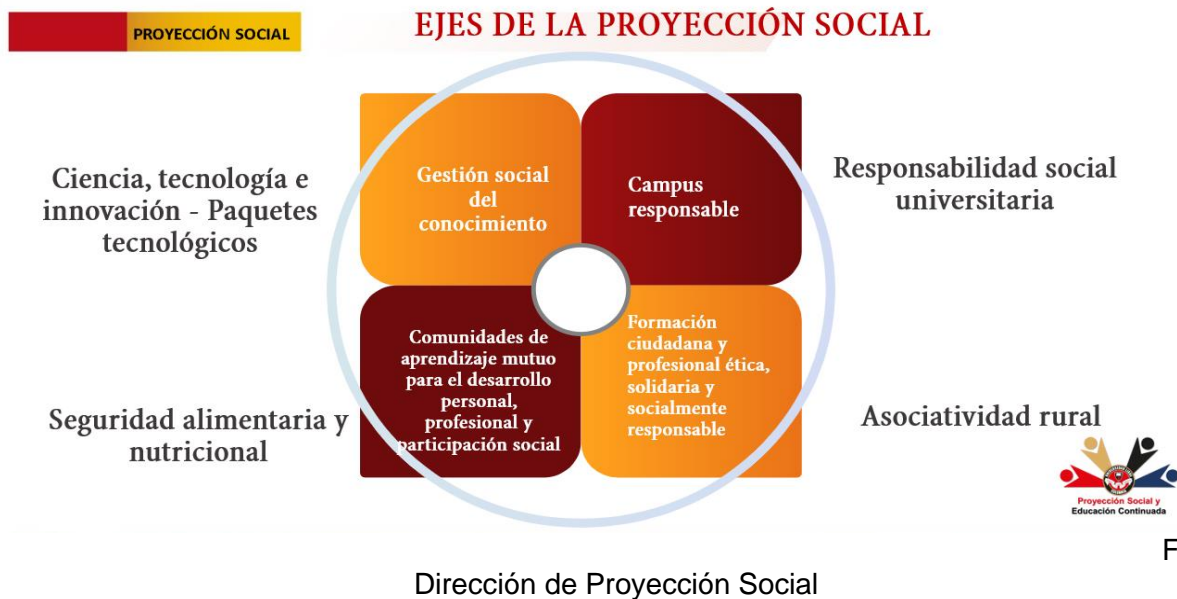 PROYECCIÓN SOCIAL
EJES DE LA PROYECCIÓN SOCIAL
Ciencia, tecnología e
innovación - Paquetes
tecnológicos
Gestión social
del
conocimiento
Campus
responsable
Responsabilidad social
universitaria
Seguridad alimentaria y
nutricional
Comunidades de
aprendizaje mutuo
para el desarrollo
personal,
profesional y
participación social
Formación
ciudadana y
profesional ética,
solidaria y
socialmente
responsable
Asociatividad rural
Proyección Social y
Educación Continuada
F
Dirección de Proyección Social